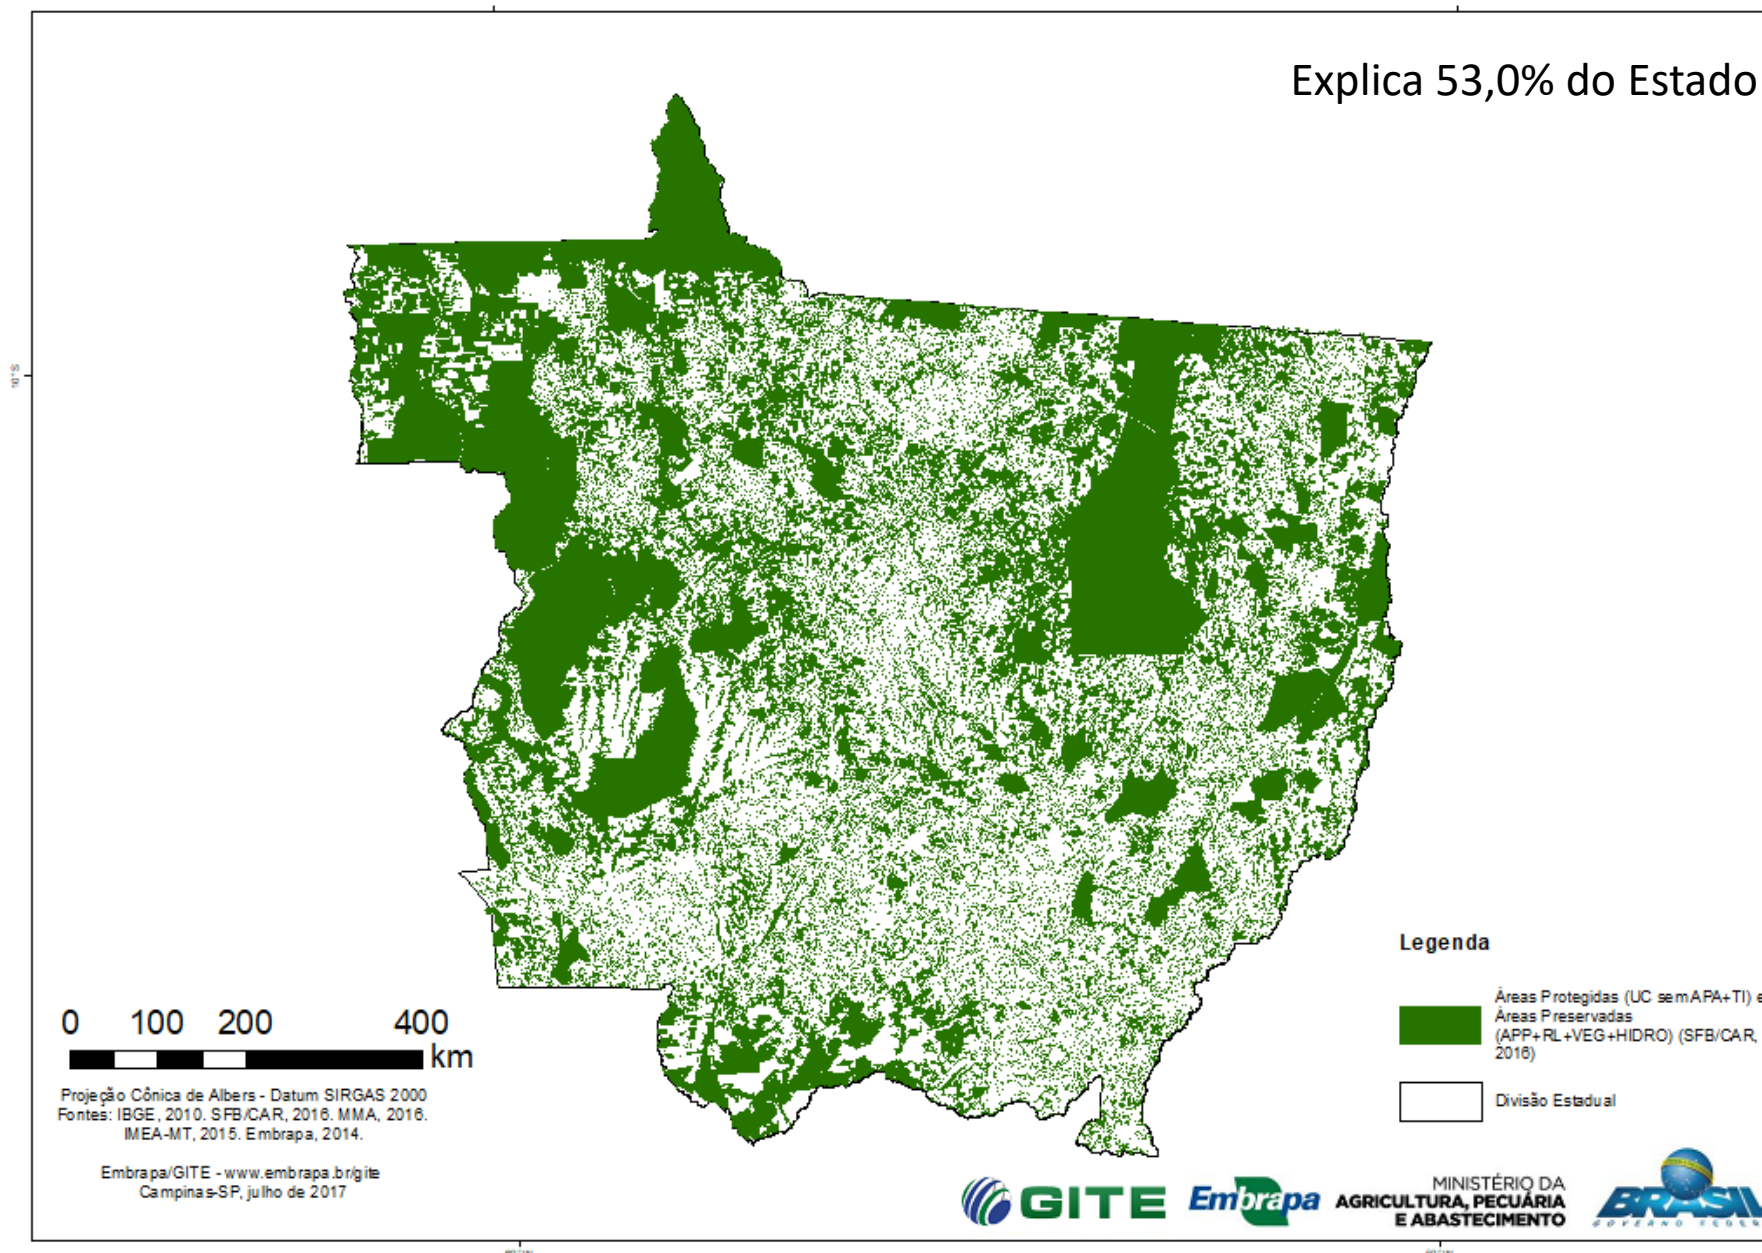 Explica 53,0% do Estado
10°S
Legenda
Áreas Protegidas (UC sem APA+TI) e
Áreas Preservadas
(APP+RL+VEG+HIDRO) (SFB/CAR,
2016)
Divisão Estadual
0 100 200 400
km
Projeção Cônica de Albers - Datum SIRGAS 2000
Fontes: IBGE, 2010. SFB/CAR, 2016. MMA, 2016.
IMEA-MT, 2015. Embrapa, 2014.
Embrapa/GITE - www.embrapa.br/gite
Campinas-SP, julho de 2017
GITE
Embrapa
MINISTÉRIO DA
AGRICULTURA, PECUÁRIA
E ABASTECIMENTO
BRASIL
GOVERNO FEDER